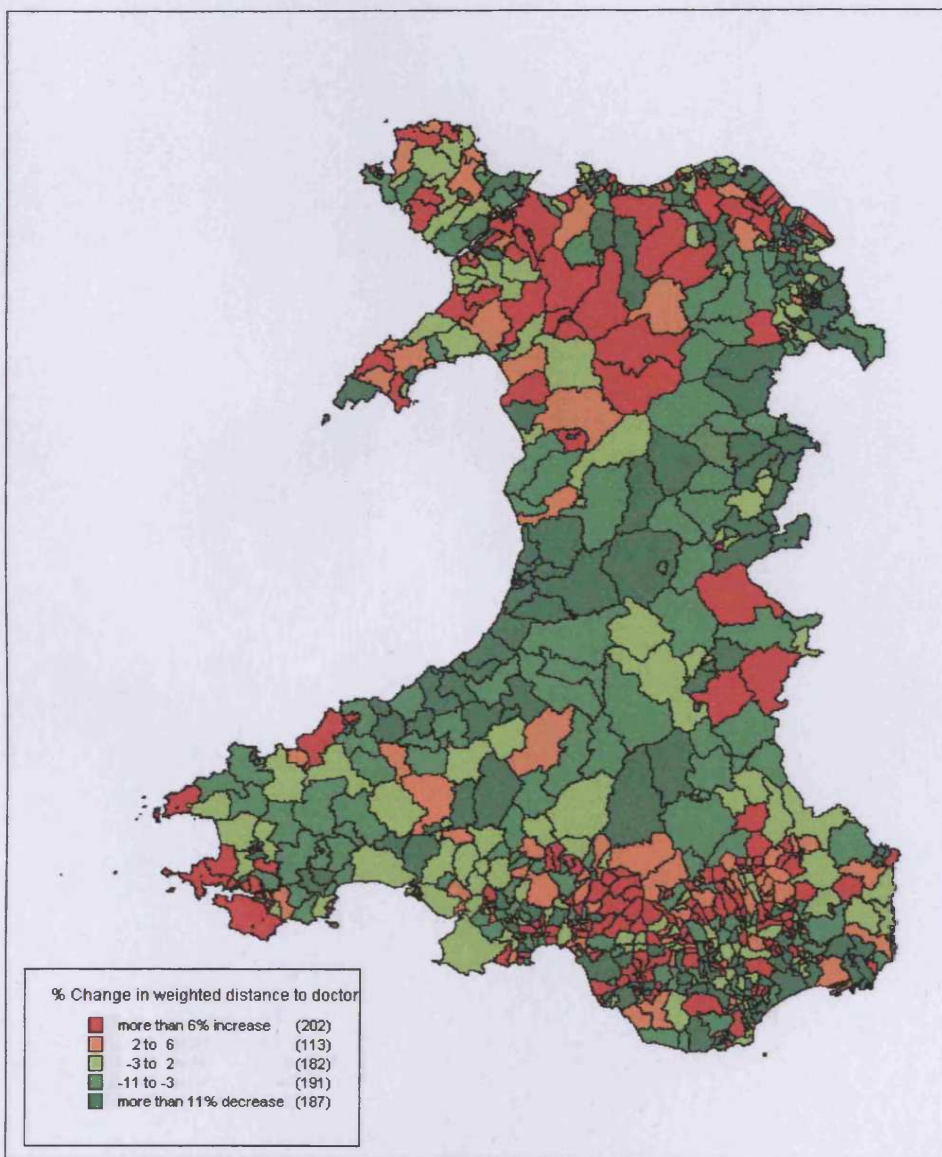 % Change in weighted distance to doctor
more than 6% increase (202)
2 to 6 (113)
-3 to 2 (182)
-11 to -3 (191)
more than 11% decrease (187)